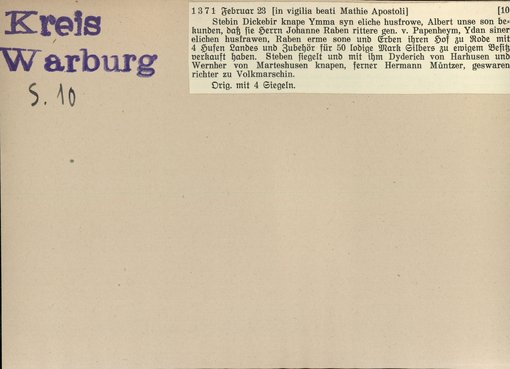 Kreis
Warburg
S. 10
1371 Februar 23 [in vigilia beati Mathie Apostoli] [10
Stebin Dickebir knape Ymma syn eliche husfrowe, Albert unse son be-
kunden, daß sie Herrn Johanne Raben rittere gen. v. Papenheym, Ydan siner
elichen husfrawen, Raben erme sone und Erben ihren Hof zu Rode mit
4 Hufen Landes und Zubehör für 50 lodige Mark Silbers zu ewigem Besitz
verkauft haben. Steben siegelt und mit ihm Dyderich von Harhusen und
Wernher von Marteshusen knapen, ferner Hermann Müntzer, geswaren
richter zu Volkmarschin.
Orig. mit 4 Siegeln.